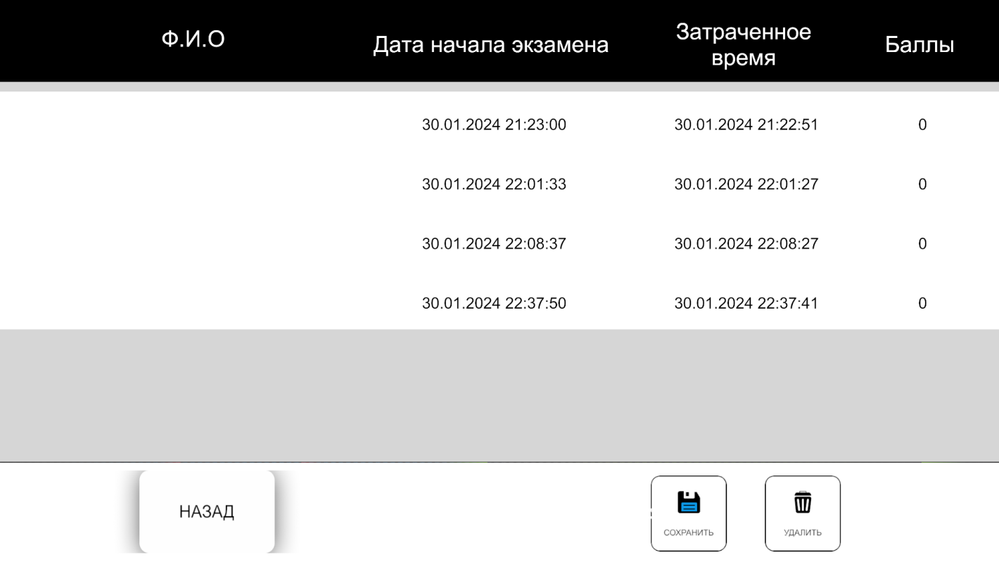 Ф.И.О
Дата начала экзамена
Затраченное
время
Баллы
30.01.2024 21:23:00 30.01.2024 21:22:51 0
30.01.2024 22:01:33 30.01.2024 22:01:27 0
30.01.2024 22:08:37 30.01.2024 22:08:27 0
30.01.2024 22:37:50 30.01.2024 22:37:41 0
НАЗАД
СОХРАНИТЬ
УДАЛИТЬ